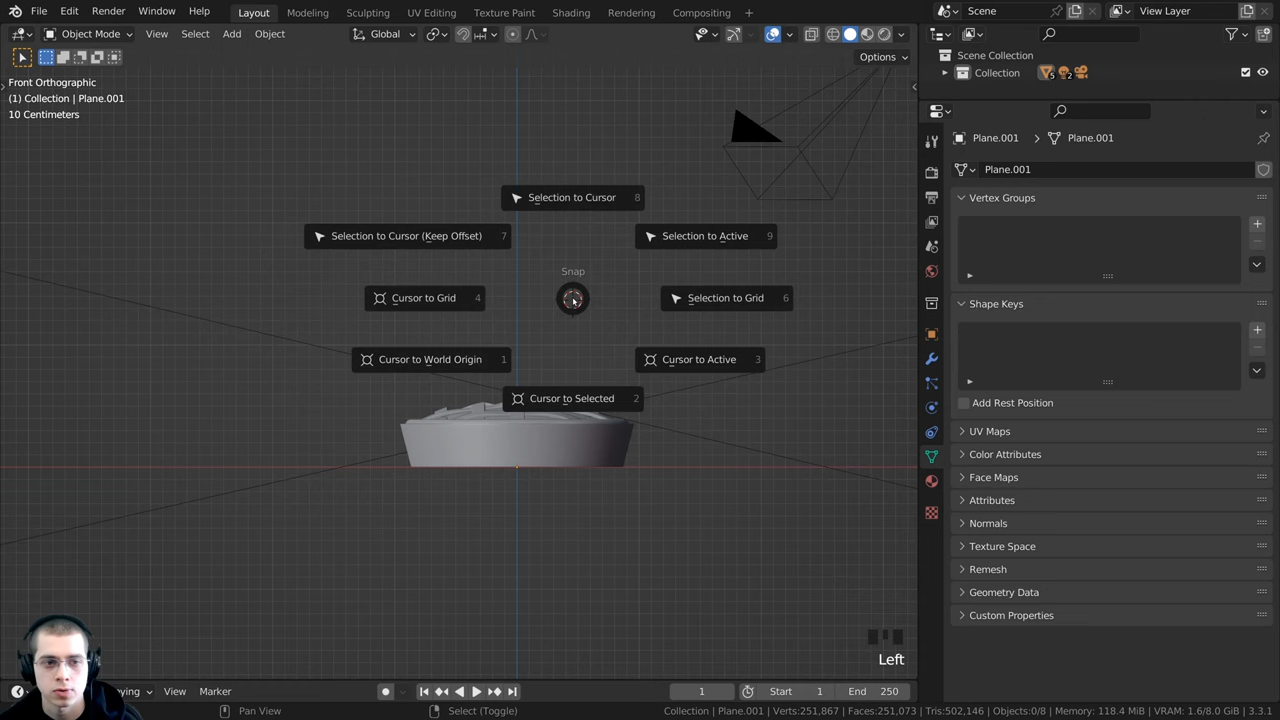 File Edit Render Window Help Layout Modeling Sculpting UV Editing Texture Paint Shading Rendering Compositing + Scene View Layer
Object Mode View Select Add Object Global
Options
Scene Collection
Collection 5 2
Front Orthographic
(1) Collection | Plane.001
10 Centimeters
Plane.001 Plane.001
Plane.001
Vertex Groups
Shape Keys
Add Rest Position
UV Maps
Color Attributes
Face Maps
Attributes
Normals
Texture Space
Remesh
Geometry Data
Custom Properties
Selection to Cursor 8
Selection to Cursor (Keep Offset) 7
Selection to Active 9
Snap
Cursor to Grid 4
Selection to Grid 6
Cursor to World Origin 1
Cursor to Active 3
Cursor to Selected 2
Left
ying View Marker 1 Start 1 End 250
Pan View Select (Toggle) Collection | Plane.001 | Verts:251,867 | Faces:251,073 | Tris:502,146 | Objects:0/8 | Memory: 118.4 MiB | VRAM: 1.6/8.0 GiB | 3.3.1